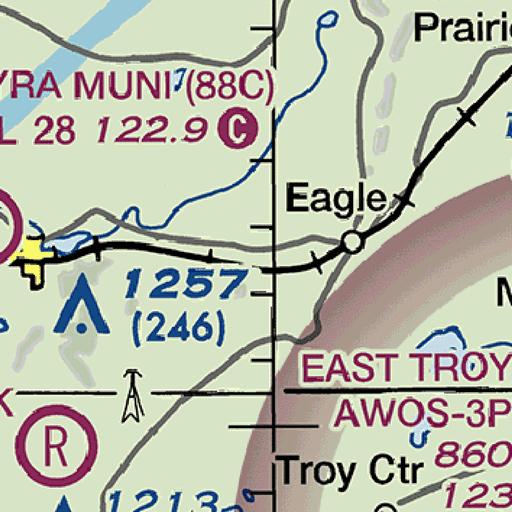 Prairi
YRA MUNI (88C)
L 28 122.9 C
Eagle
1257
(246)
EAST TROY
AWOS-3P
R
Troy Ctr
860
123
1213